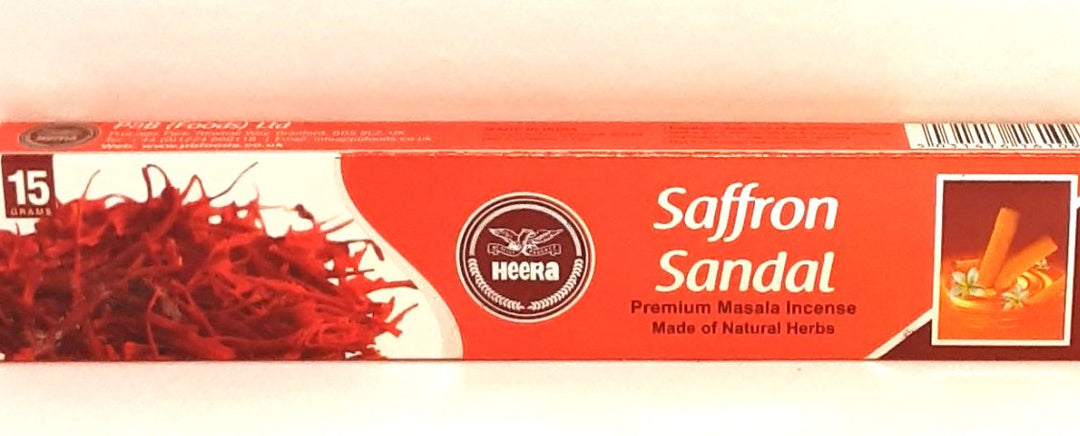 HEERA
P&B (Foods) Ltd
Web: www.pbfoods.co.uk
MADE IN INDIA
15
GRAMS
HEERA
Saffron
Sandal
Premium Masala Incense
Made of Natural Herbs